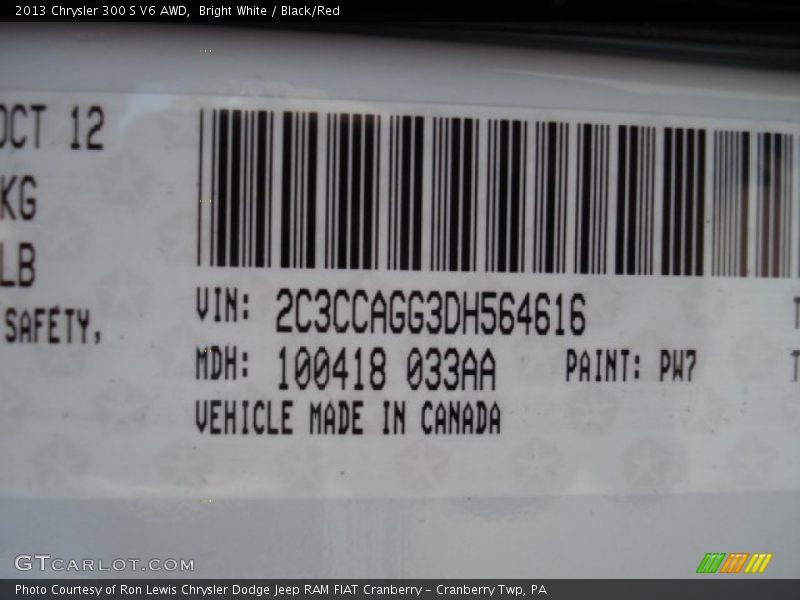 2013 Chrysler 300 S V6 AWD,  Bright White / Black/Red
OCT 12
KG
LB
SAFETY,
VIN: 2C3CCAGG3DH564616
MDH: 100418 033AA PAINT: PW7
VEHICLE MADE IN CANADA
GTCARLOT.COM
Photo Courtesy of Ron Lewis Chrysler Dodge Jeep RAM FIAT Cranberry – Cranberry Twp, PA